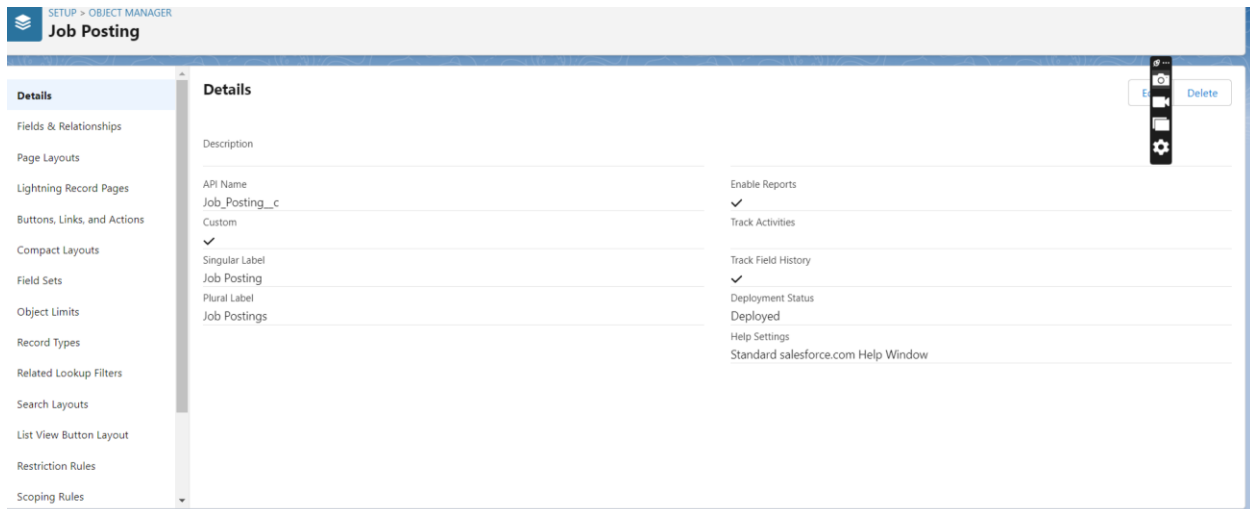 SETUP > OBJECT MANAGER
Job Posting
Details
Fields & Relationships
Page Layouts
Lightning Record Pages
Buttons, Links, and Actions
Compact Layouts
Field Sets
Object Limits
Record Types
Related Lookup Filters
Search Layouts
List View Button Layout
Restriction Rules
Scoping Rules
Details
Delete
Description
API Name
Job_Posting__c
Custom
Singular Label
Job Posting
Plural Label
Job Postings
Enable Reports
Track Activities
Track Field History
Deployment Status
Deployed
Help Settings
Standard salesforce.com Help Window